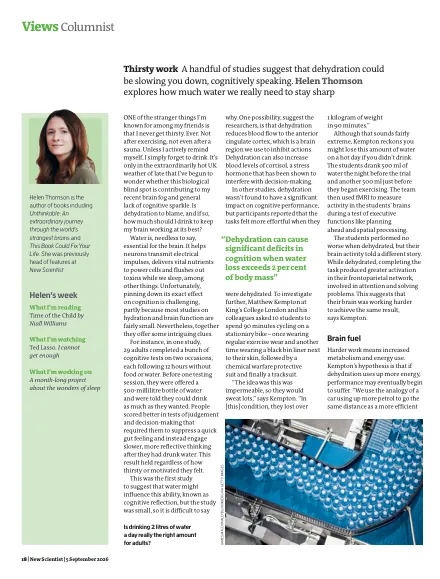 Views Columnist
Thirsty work A handful of studies suggest that dehydration could
be slowing you down, cognitively speaking. Helen Thomson
explores how much water we really need to stay sharp
Helen Thomson is the
author of books including
Unthinkable: An
extraordinary journey
through the world's
strangest brains and
This Book Could Fix Your
Life. She was previously
head of features at
New Scientist
Helen's week
What I'm reading
Time of the Child by
Niall Williams
What I'm watching
Ted Lasso. I cannot
get enough
What I'm working on
A month-long project
about the wonders of sleep
ONE of the stranger things I'm
known for among my friends is
that I never get thirsty. Ever. Not
after exercising, not even after a
sauna. Unless I actively remind
myself, I simply forget to drink. It's
only in the extraordinarily hot UK
weather of late that I've begun to
wonder whether this biological
blind spot is contributing to my
recent brain fog and general
lack of cognitive sparkle. Is
dehydration to blame, and if so,
how much should I drink to keep
my brain working at its best?
Water is, needless to say,
essential for the brain. It helps
neurons transmit electrical
impulses, delivers vital nutrients
to power cells and flushes out
toxins while we sleep, among
other things. Unfortunately,
pinning down its exact effect
on cognition is challenging,
partly because most studies on
hydration and brain function are
fairly small. Nevertheless, together
they offer some intriguing clues.
For instance, in one study,
29 adults completed a bunch of
cognitive tests on two occasions,
each following 12 hours without
food or water. Before one testing
session, they were offered a
500-millilitre bottle of water
and were told they could drink
as much as they wanted. People
scored better in tests of judgement
and decision-making that
required them to suppress a quick
gut feeling and instead engage
slower, more reflective thinking
after they had drunk water. This
result held regardless of how
thirsty or motivated they felt.
This was the first study
to suggest that water might
influence this ability, known as
cognitive reflection, but the study
was small, so it is difficult to say
Is drinking 2 litres of water
a day really the right amount
for adults?
why. One possibility, suggest the
researchers, is that dehydration
reduces blood flow to the anterior
cingulate cortex, which is a brain
region we use to inhibit actions.
Dehydration can also increase
blood levels of cortisol, a stress
hormone that has been shown to
interfere with decision-making.
In other studies, dehydration
wasn't found to have a significant
impact on cognitive performance,
but participants reported that the
tasks felt more effortful when they
"Dehydration can cause
significant deficits in
cognition when water
loss exceeds 2 per cent
of body mass"
were dehydrated. To investigate
further, Matthew Kempton at
King's College London and his
colleagues asked 10 students to
spend 90 minutes cycling on a
stationary bike – once wearing
regular exercise wear and another
time wearing a black bin liner next
to their skin, followed by a
chemical warfare protective
suit and finally a tracksuit.
"The idea was this was
impermeable, so they would
sweat lots," says Kempton. "In
[this] condition, they lost over
1 kilogram of weight
in 90 minutes."
Although that sounds fairly
extreme, Kempton reckons you
might lose this amount of water
on a hot day if you didn't drink.
The students drank 500 ml of
water the night before the trial
and another 500 ml just before
they began exercising. The team
then used fMRI to measure
activity in the students' brains
during a test of executive
functions like planning
ahead and spatial processing.
The students performed no
worse when dehydrated, but their
brain activity told a different story.
While dehydrated, completing the
task produced greater activation
in their frontoparietal network,
involved in attention and solving
problems. This suggests that
their brain was working harder
to achieve the same result,
says Kempton.
Brain fuel
Harder work means increased
metabolism and energy use.
Kempton's hypothesis is that if
dehydration uses up more energy,
performance may eventually begin
to suffer. "We use the analogy of a
car using up more petrol to go the
same distance as a more efficient
18 | New Scientist | 5 September 2026